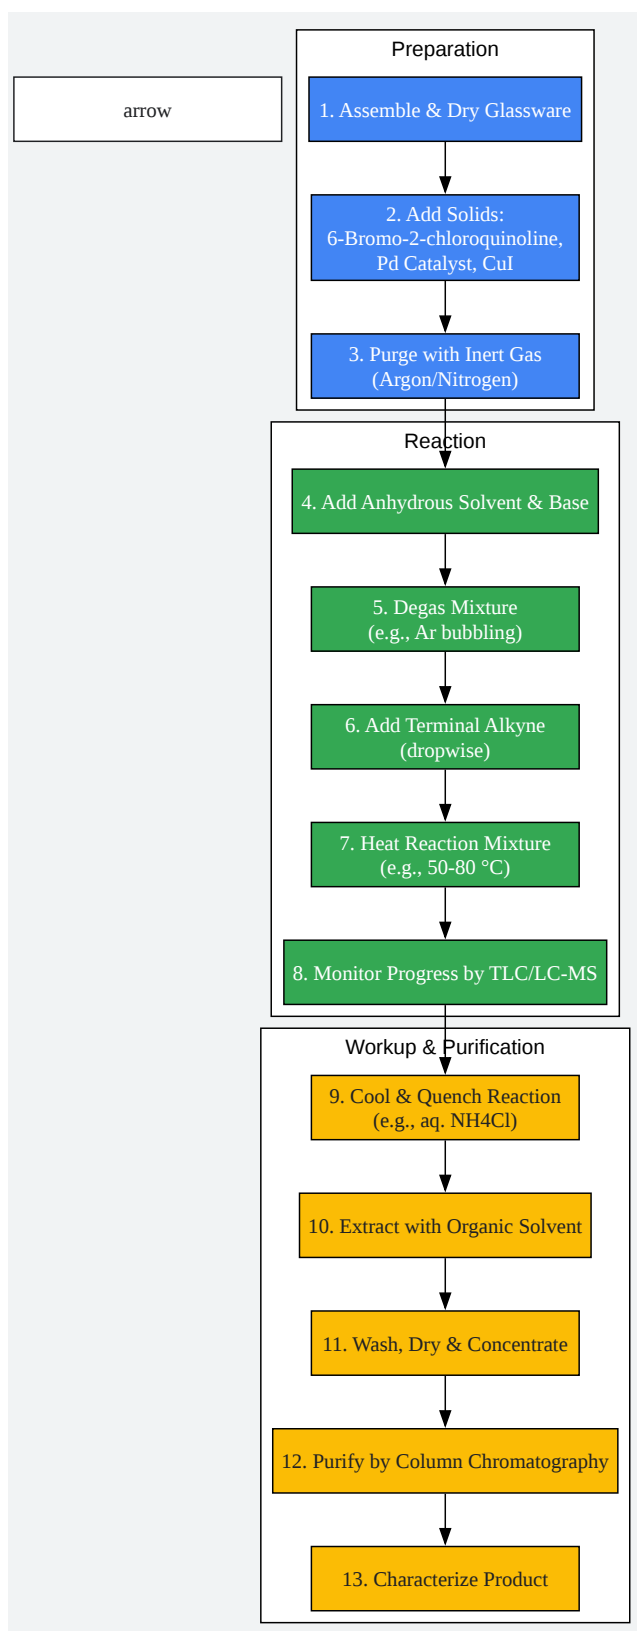 Preparation
arrow
1. Assemble & Dry Glassware
2. Add Solids:
6-Bromo-2-chloroquinoline,
Pd Catalyst, CuI
3. Purge with Inert Gas
(Argon/Nitrogen)
Reaction
4. Add Anhydrous Solvent & Base
5. Degas Mixture
(e.g., Ar bubbling)
6. Add Terminal Alkyne
(dropwise)
7. Heat Reaction Mixture
(e.g., 50-80 °C)
8. Monitor Progress by TLC/LC-MS
Workup & Purification
9. Cool & Quench Reaction
(e.g., aq. NH4Cl)
10. Extract with Organic Solvent
11. Wash, Dry & Concentrate
12. Purify by Column Chromatography
13. Characterize Product